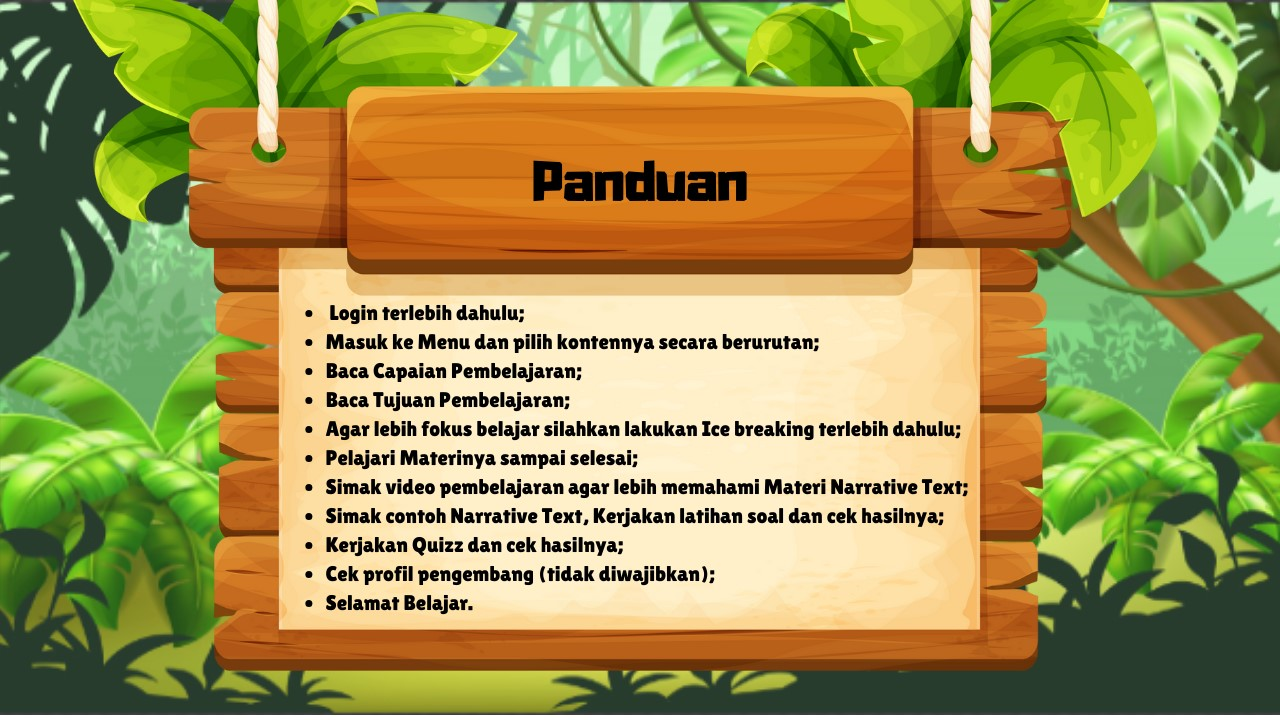 Panduan
• Login terlebih dahulu;
• Masuk ke Menu dan pilih kontennya secara berurutan;
• Baca Capaian Pembelajaran;
• Baca Tujuan Pembelajaran;
• Agar lebih fokus belajar silahkan lakukan Ice breaking terlebih dahulu;
• Pelajari Materinya sampai selesai;
• Simak video pembelajaran agar lebih memahami Materi Narrative Text;
• Simak contoh Narrative Text, Kerjakan latihan soal dan cek hasilnya;
• Kerjakan Quizz dan cek hasilnya;
• Cek profil pengembang (tidak diwajibkan);
• Selamat Belajar.